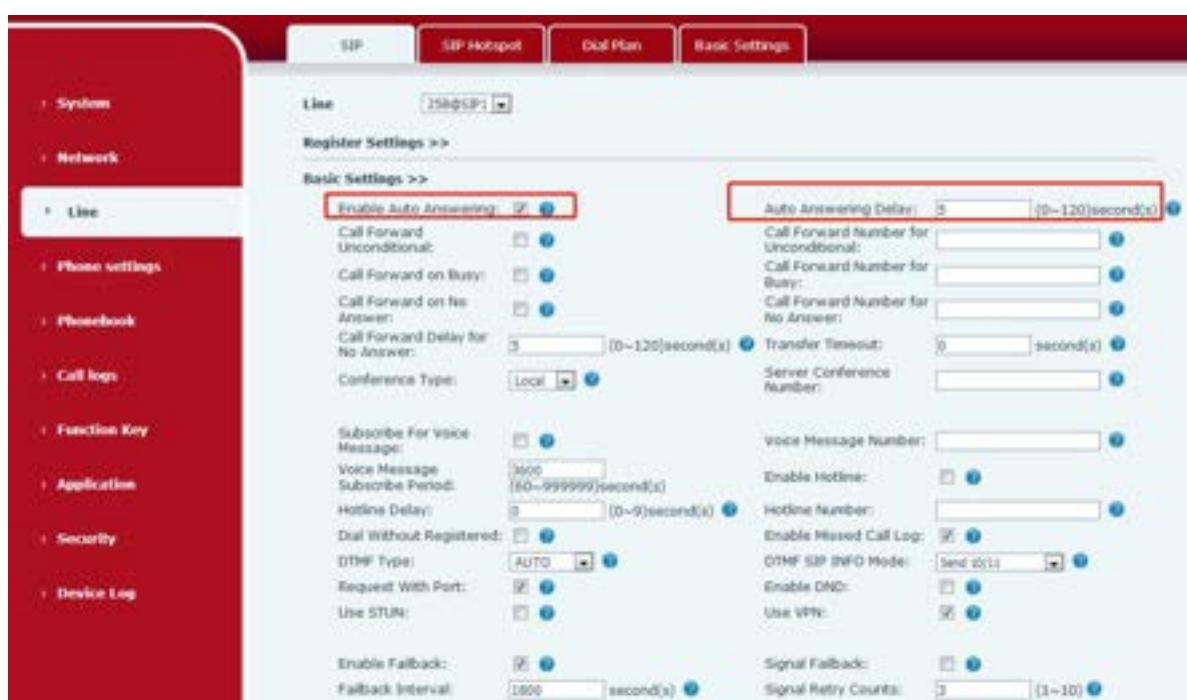 SIP SIP Hotspot Dial Plan Basic Settings
System
Network
Line
Phone settings
Phonebook
Call logs
Function Key
Application
Security
Device Log
Line 258@SIP1
Register Settings >>
Basic Settings >>
Enable Auto Answering: Auto Answering Delay: 5 (0~120)second(s)
Call Forward Unconditional: Call Forward Number for Unconditional:
Call Forward on Busy: Call Forward Number for Busy:
Call Forward on No Answer: Call Forward Number for No Answer:
Call Forward Delay for No Answer: 5 (0~120)second(s) Transfer Timeout: 0 second(s)
Conference Type: Local Server Conference Number:
Subscribe For Voice Message: Voice Message Number:
Voice Message Subscribe Period: 3600 (60~999999)second(s) Enable Hotline:
Hotline Delay: 0 (0~9)second(s) Hotline Number:
Dial Without Registered: Enable Missed Call Log:
DTMF Type: AUTO DTMF SIP INFO Mode: Send 10/11
Request With Port: Enable DND:
Use STUN: Use VPN:
Enable Failback: Signal Failback:
Failback Interval: 1800 second(s) Signal Retry Counts: 3 (1~10)